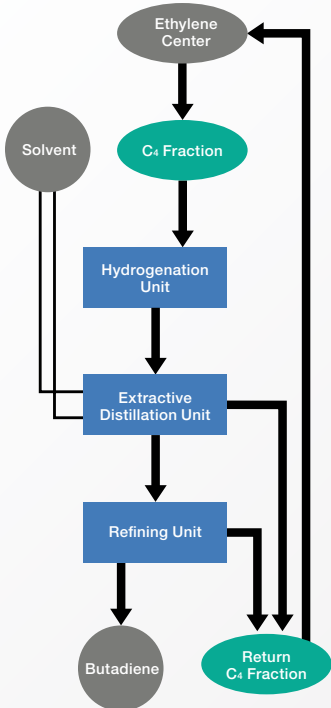 Ethylene
Center
Solvent
C₄ Fraction
Hydrogenation
Unit
Extractive
Distillation Unit
Refining Unit
Butadiene
Return
C₄ Fraction